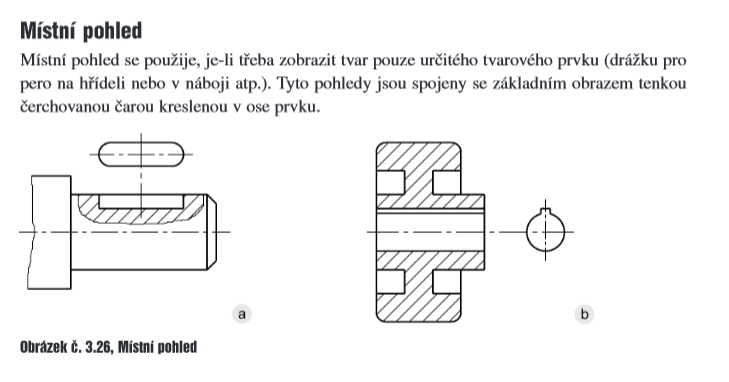 Místní pohled
Místní pohled se použije, je-li třeba zobrazit tvar pouze určitého tvarového prvku (drážku pro
pero na hřídeli nebo v náboji atp.). Tyto pohledy jsou spojeny se základním obrazem tenkou
čerchovanou čarou kreslenou v ose prvku.
a
b
Obrázek č. 3.26, Místní pohled